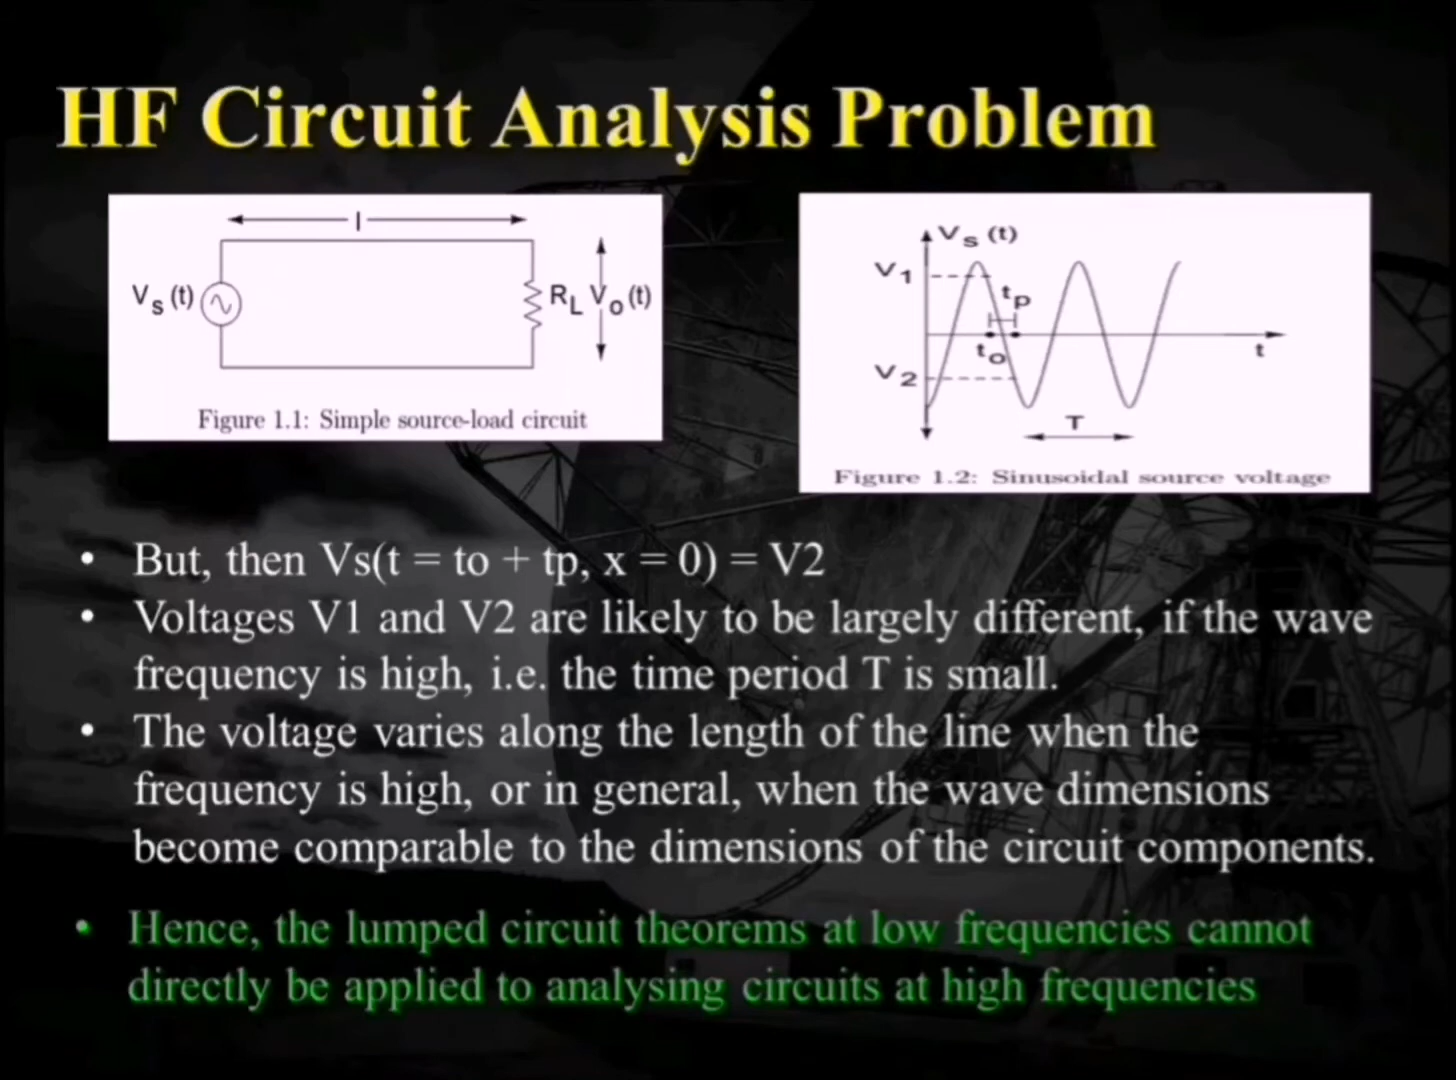 HF Circuit Analysis Problem
l
Vs (t)
RL Vo(t)
Figure 1.1: Simple source-load circuit
Vs (t)
V1
tp
to
t
V2
T
Figure 1.2: Sinusoidal source voltage
• But, then Vs(t = to + tp, x = 0) = V2
• Voltages V1 and V2 are likely to be largely different, if the wave
frequency is high, i.e. the time period T is small.
• The voltage varies along the length of the line when the
frequency is high, or in general, when the wave dimensions
become comparable to the dimensions of the circuit components.
• Hence, the lumped circuit theorems at low frequencies cannot
directly be applied to analysing circuits at high frequencies